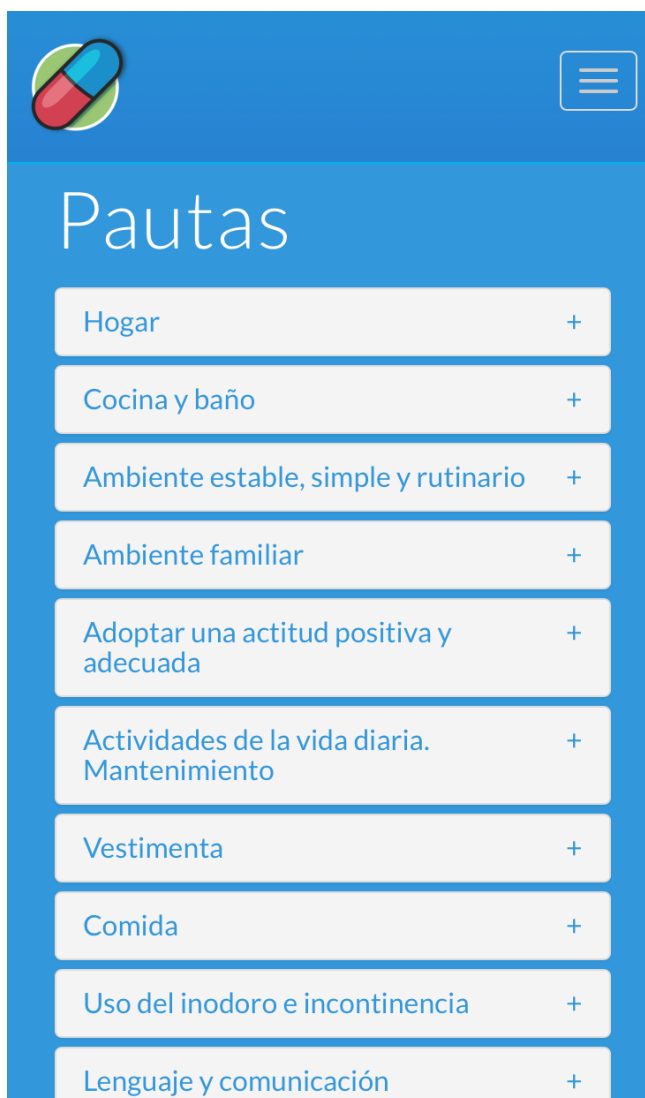 Pautas
Hogar +
Cocina y baño +
Ambiente estable, simple y rutinario +
Ambiente familiar +
Adoptar una actitud positiva y +
adecuada
Actividades de la vida diaria. +
Mantenimiento
Vestimenta +
Comida +
Uso del inodoro e incontinencia +
Lenguaje y comunicación +